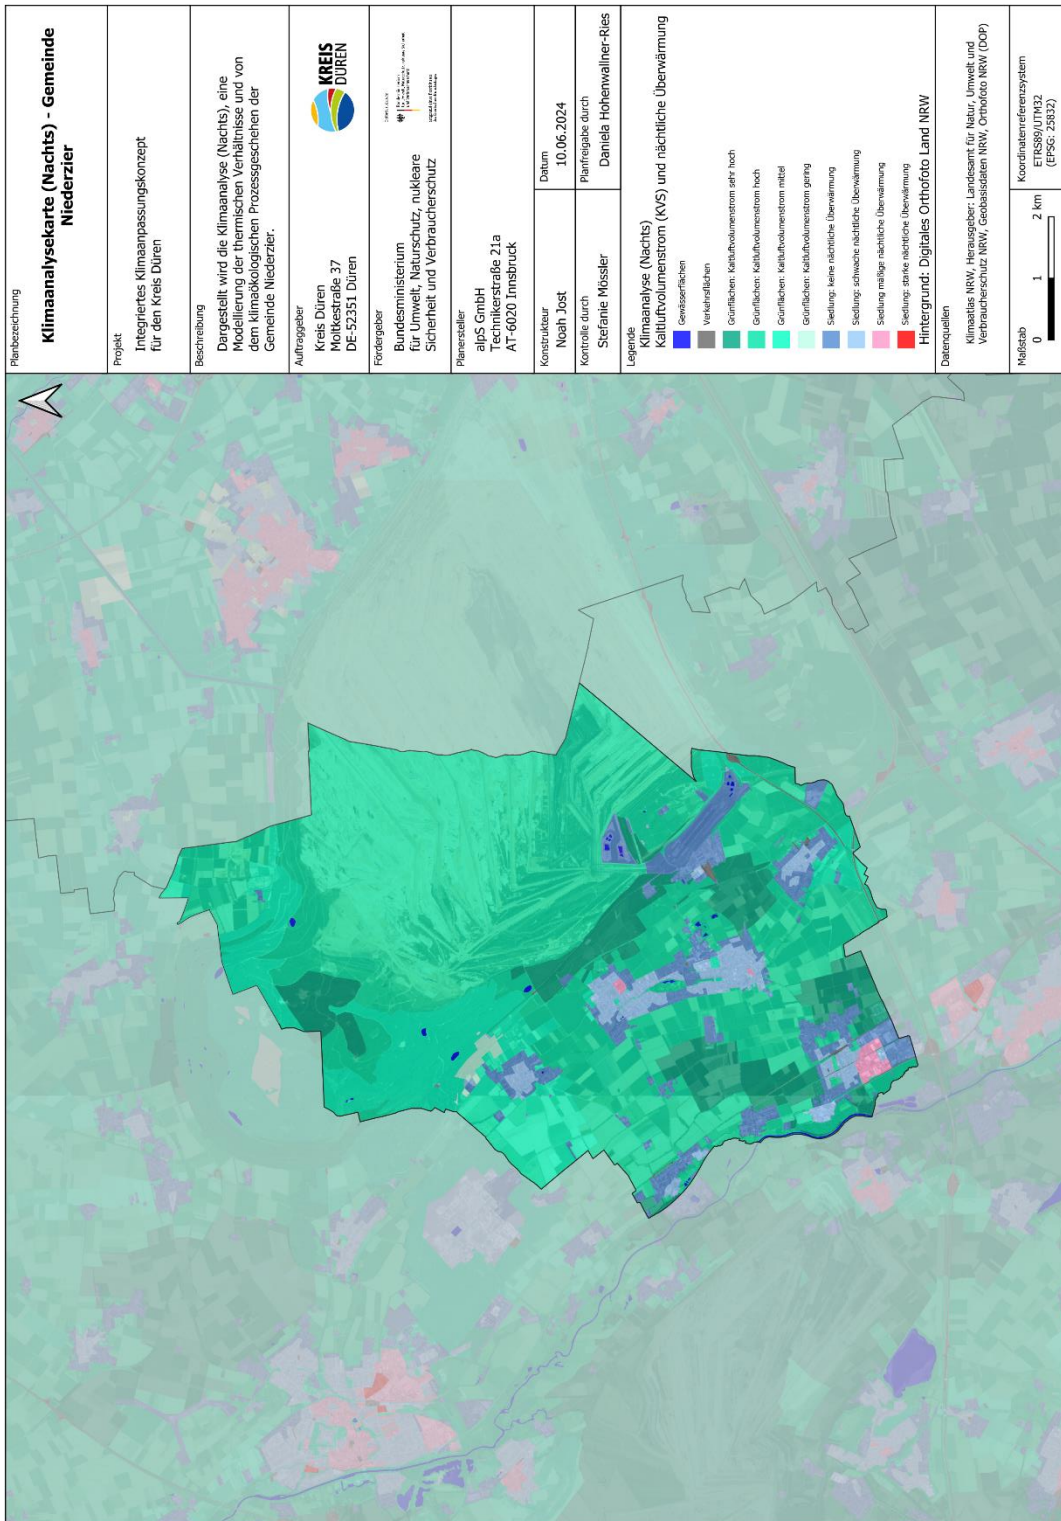 Planbezeichnung
Klimaanalysekarte (Nachts) - Gemeinde
Niederzier
Projekt
Integriertes Klimaanpassungskonzept
für den Kreis Düren
Beschreibung
Dargestellt wird die Klimaanalyse (Nachts), eine
Modellierung der thermischen Verhältnisse und von
dem klimaökologischen Prozessgeschehen der
Gemeinde Niederzier.
Auftraggeber
Kreis Düren
Moltkestraße 37
DE-52351 Düren
KREIS
DÜREN
Fördergeber
Bundesministerium
für Umwelt, Naturschutz, nukleare
Sicherheit und Verbraucherschutz
Planersteller
alpS GmbH
Technikerstraße 21a
AT-6020 Innsbruck
Konstrukteur
Noah Jost
Datum
10.06.2024
Kontrolle durch
Stefanie Mössler
Planfreigabe durch
Daniela Hohenwallner-Ries
Legende
Klimaanalyse (Nachts)
Kaltluftvolumenstrom (KVS) und nächtliche Überwärmung
Gewässerflächen
Verkehrsflächen
Grünflächen: Kaltluftvolumenstrom sehr hoch
Grünflächen: Kaltluftvolumenstrom hoch
Grünflächen: Kaltluftvolumenstrom mittel
Grünflächen: Kaltluftvolumenstrom gering
Siedlung: keine nächtliche Überwärmung
Siedlung: schwache nächtliche Überwärmung
Siedlung mäßige nächtliche Überwärmung
Siedlung: starke nächtliche Überwärmung
Hintergrund: Digitales Orthofoto Land NRW
Datenquellen
Klimaatlas NRW, Herausgeber: Landesamt für Natur, Umwelt und
Verbraucherschutz NRW, Geobasisdaten NRW, Orthofoto NRW (DOP)
Maßstab
0 1 2 km
Koordinatenreferenzsystem
ETRS89/UTM32
(EPSG: 25832)